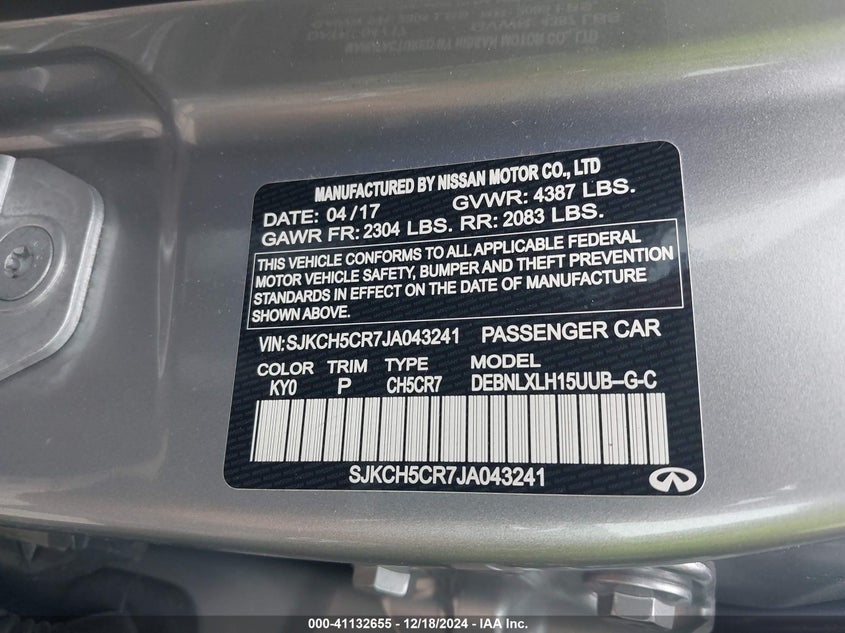 MANUFACTURED BY NISSAN MOTOR CO., LTD
DATE: 04/17 GVWR: 4387 LBS.
GAWR FR: 2304 LBS. RR: 2083 LBS.
THIS VEHICLE CONFORMS TO ALL APPLICABLE FEDERAL
MOTOR VEHICLE SAFETY, BUMPER AND THEFT PREVENTION
STANDARDS IN EFFECT ON THE DATE OF MANUFACTURE
SHOWN ABOVE.
VIN: SJKCH5CR7JA043241 PASSENGER CAR
COLOR TRIM TYPE MODEL
KY0 P CH5CR7 DEBNLXLH15UUB-G-C
SJKCH5CR7JA043241
000-41132655 - 12/18/2024 - IAA Inc.